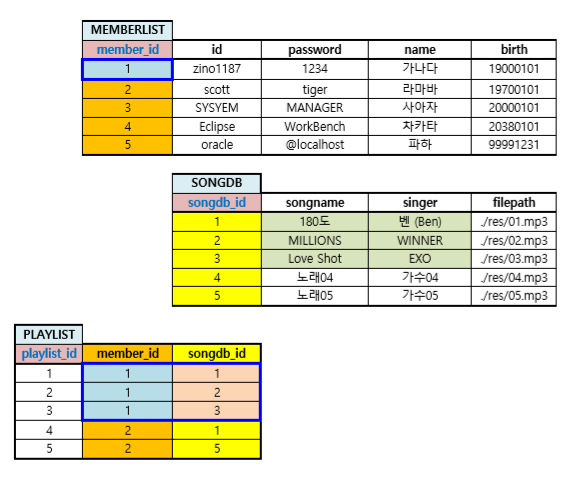 MEMBERLIST
member_id id password name birth
1 zino1187 1234 가나다 19000101
2 scott tiger 라마바 19700101
3 SYSYEM MANAGER 사아자 20000101
4 Eclipse WorkBench 차카타 20380101
5 oracle @localhost 파하 99991231
SONGDB
songdb_id songname singer filepath
1 180도 벤 (Ben) ./res/01.mp3
2 MILLIONS WINNER ./res/02.mp3
3 Love Shot EXO ./res/03.mp3
4 노래04 가수04 ./res/04.mp3
5 노래05 가수05 ./res/05.mp3
PLAYLIST
playlist_id member_id songdb_id
1 1 1
2 1 2
3 1 3
4 2 1
5 2 5